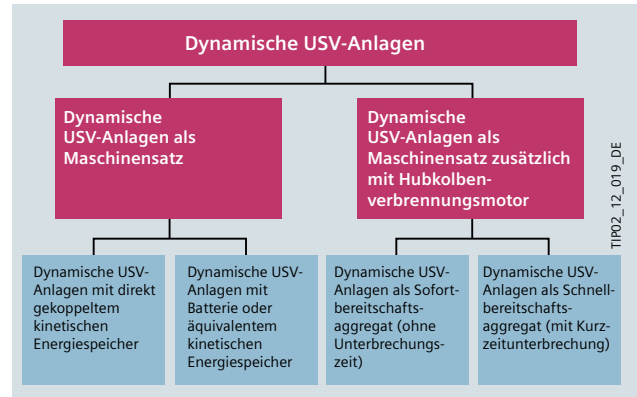 Dynamische USV-Anlagen
Dynamische
USV-Anlagen als
Maschinensatz
Dynamische
USV-Anlagen als
Maschinensatz zusätzlich
mit Hubkolben-
verbrennungsmotor
Dynamische USV-
Anlagen mit direkt
gekoppeltem
kinetischen
Energiespeicher
Dynamische USV-
Anlagen mit
Batterie oder
äquivalentem
kinetischen
Energiespeicher
Dynamische USV-
Anlagen als Sofort-
bereitschafts-
aggregat (ohne
Unterbrechungs-
zeit)
Dynamische USV-
Anlagen als Schnell-
bereitschafts-
aggregat (mit Kurz-
zeitunterbrechung)
TIP02_12_019_DE